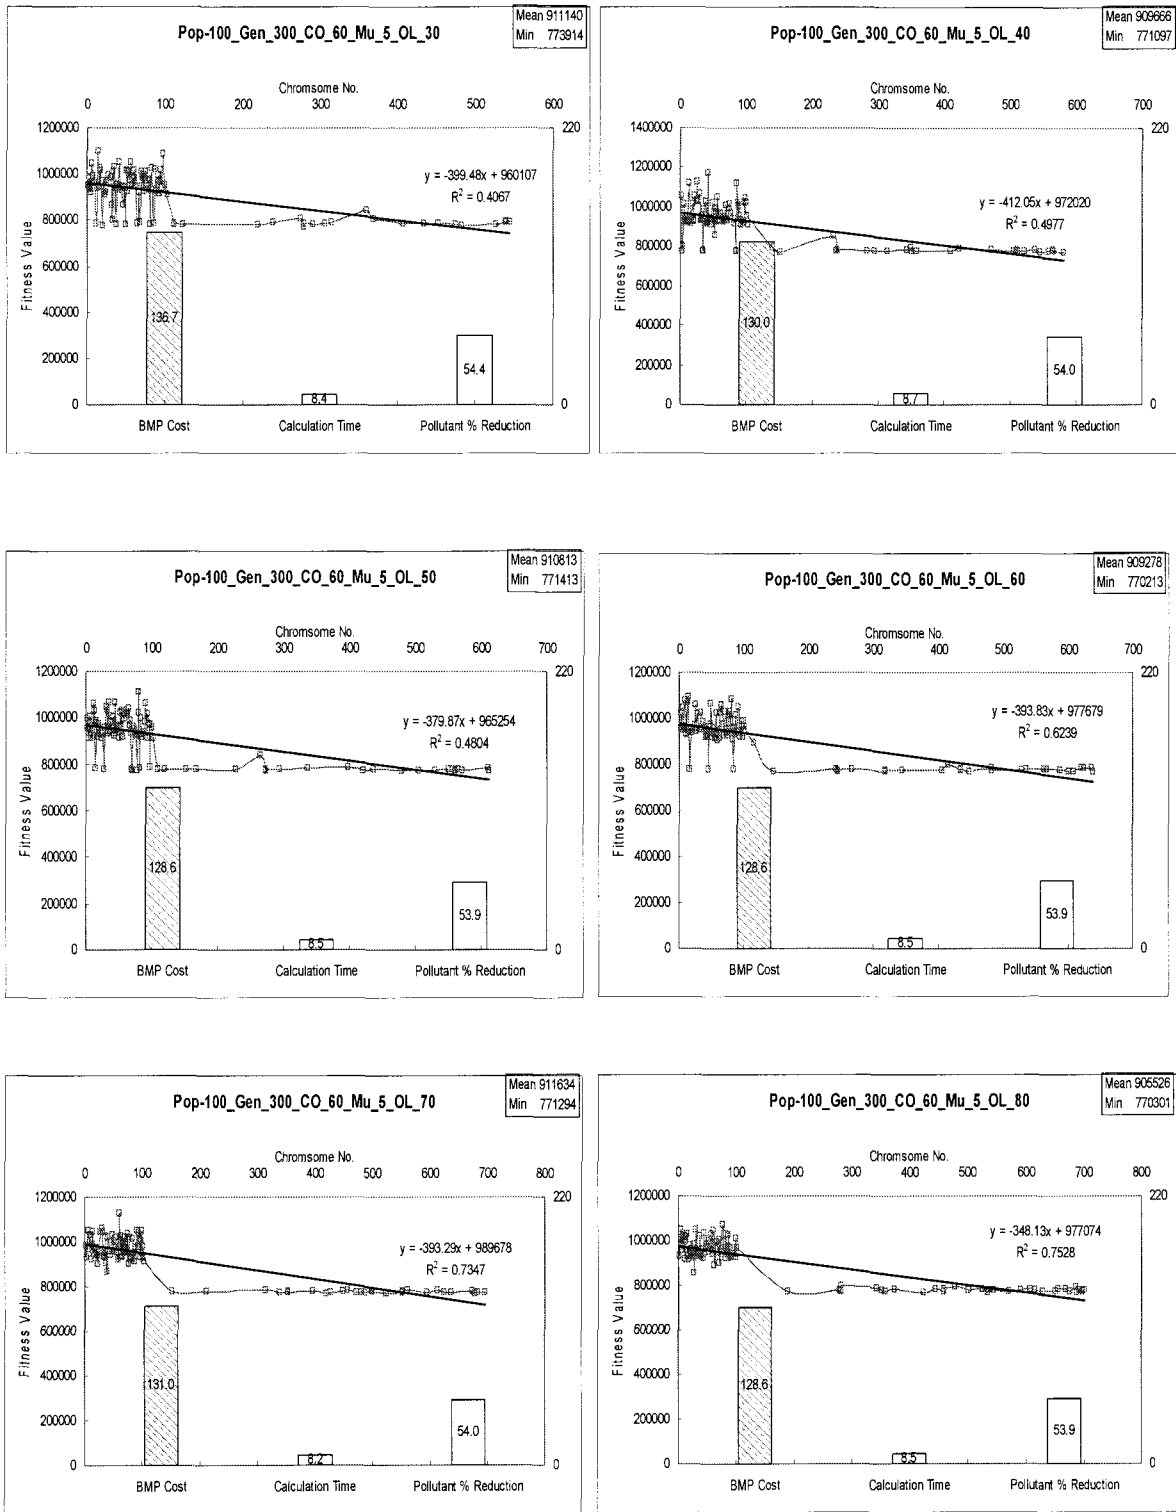 Pop-100_Gen_300_CO_60_Mu_5_OL_30
Mean 911140
Min 773914
Chromsome No.
0 100 200 300 400 500
1200000
1000000
800000
600000
400000
200000
0
220
0
Fitness Value
y = -399.48x + 960107
R² = 0.4067
136.7
8.4
54.4
BMP Cost Calculation Time Pollutant % Reduction
Pop-100_Gen_300_CO_60_Mu_5_OL_40
Mean 909666
Min 771097
Chromsome No.
0 100 200 300 400 500 600 700
1400000
1200000
1000000
800000
600000
400000
200000
0
220
0
Fitness Value
y = -412.05x + 972020
R² = 0.4977
130.0
8.7
54.0
BMP Cost Calculation Time Pollutant % Reduction
Pop-100_Gen_300_CO_60_Mu_5_OL_50
Mean 910813
Min 771413
Chromsome No.
0 100 200 300 400 500 600 700
1200000
1000000
800000
600000
400000
200000
0
220
0
Fitness Value
y = -379.87x + 965254
R² = 0.4804
128.6
8.5
53.9
BMP Cost Calculation Time Pollutant % Reduction
Pop-100_Gen_300_CO_60_Mu_5_OL_60
Mean 909278
Min 770213
Chromsome No.
0 100 200 300 400 500 600 700
1200000
1000000
800000
600000
400000
200000
0
220
0
Fitness Value
y = -393.83x + 977679
R² = 0.6239
128.6
8.5
53.9
BMP Cost Calculation Time Pollutant % Reduction
Pop-100_Gen_300_CO_60_Mu_5_OL_70
Mean 911634
Min 771294
Chromsome No.
0 100 200 300 400 500 600 700 800
1200000
1000000
800000
600000
400000
200000
0
220
0
Fitness Value
y = -393.29x + 989678
R² = 0.7347
131.0
8.2
54.0
BMP Cost Calculation Time Pollutant % Reduction
Pop-100_Gen_300_CO_60_Mu_5_OL_80
Mean 905526
Min 770301
Chromsome No.
0 100 200 300 400 500 600 700 800
1200000
1000000
800000
600000
400000
200000
0
220
0
Fitness Value
y = -348.13x + 977074
R² = 0.7528
128.6
8.5
53.9
BMP Cost Calculation Time Pollutant % Reduction